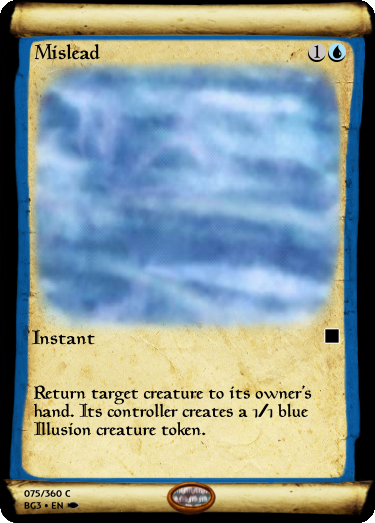 Mislead 1
Instant
Return target creature to its owner's
hand. Its controller creates a 1/1 blue
Illusion creature token.
075/360 C
BG3 • EN